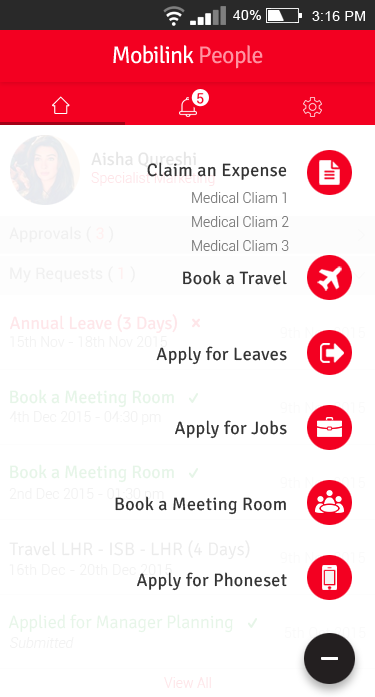 40% 3:16 PM
Mobilink People
5
Aisha Qureshi
Specialist Marketing
Claim an Expense
Medical Cliam 1
Medical Cliam 2
Medical Cliam 3
Approvals ( 3 )
My Requests ( 1 )
Book a Travel
Annual Leave (3 Days)
15th Nov - 18th Nov 2015
Apply for Leaves
Book a Meeting Room
4th Dec 2015 - 04:30 pm
Apply for Jobs
Book a Meeting Room
2nd Dec 2015 - 01:30 pm
Book a Meeting Room
Travel LHR - ISB - LHR (4 Days)
16th Dec - 20th Dec 2015
Apply for Phoneset
Applied for Manager Planning
Submitted
View All